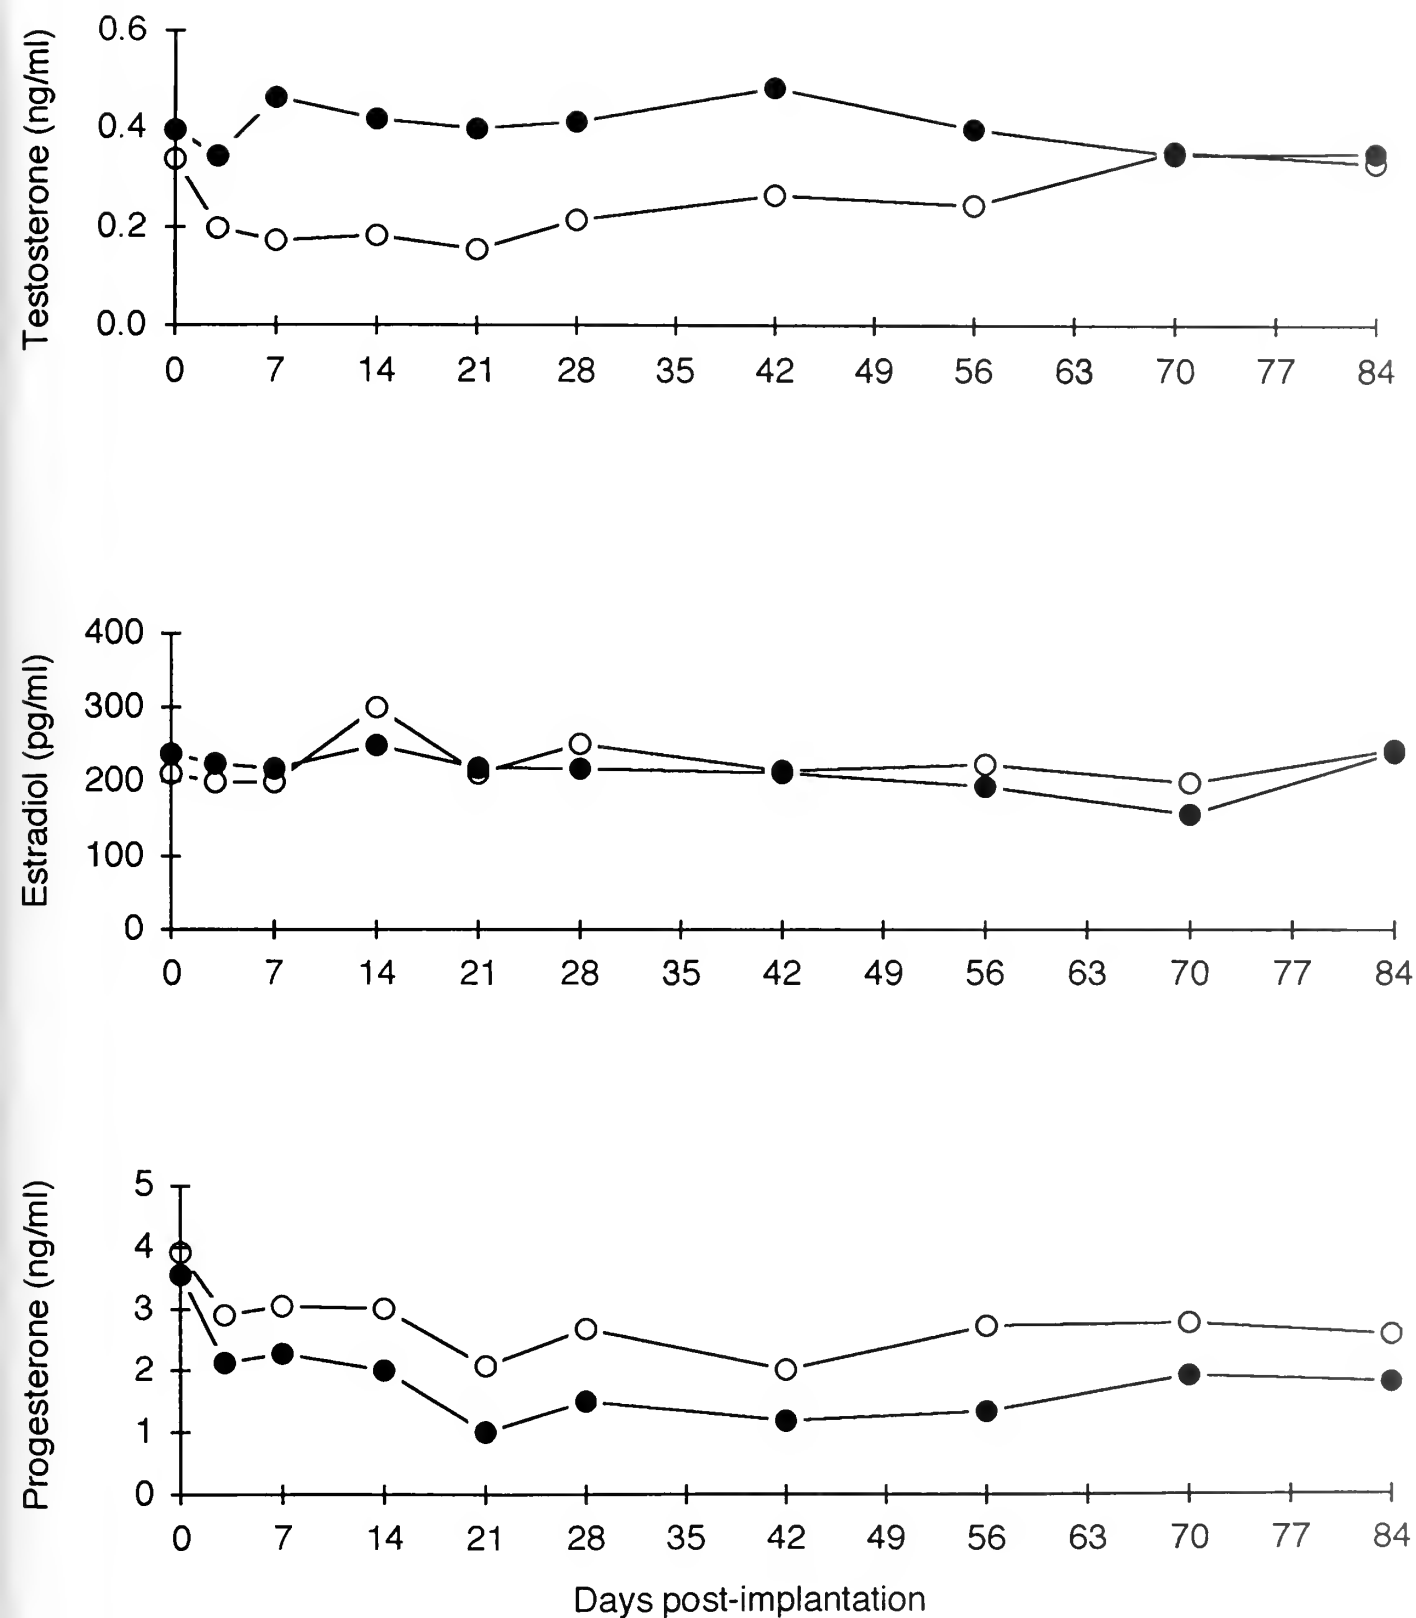 Testosterone (ng/ml)
0.6
0.4
0.2
0.0
0 7 14 21 28 35 42 49 56 63 70 77 84
Estradiol (pg/ml)
400
300
200
100
0
0 7 14 21 28 35 42 49 56 63 70 77 84
Progesterone (ng/ml)
5
4
3
2
1
0
0 7 14 21 28 35 42 49 56 63 70 77 84
Days post-implantation